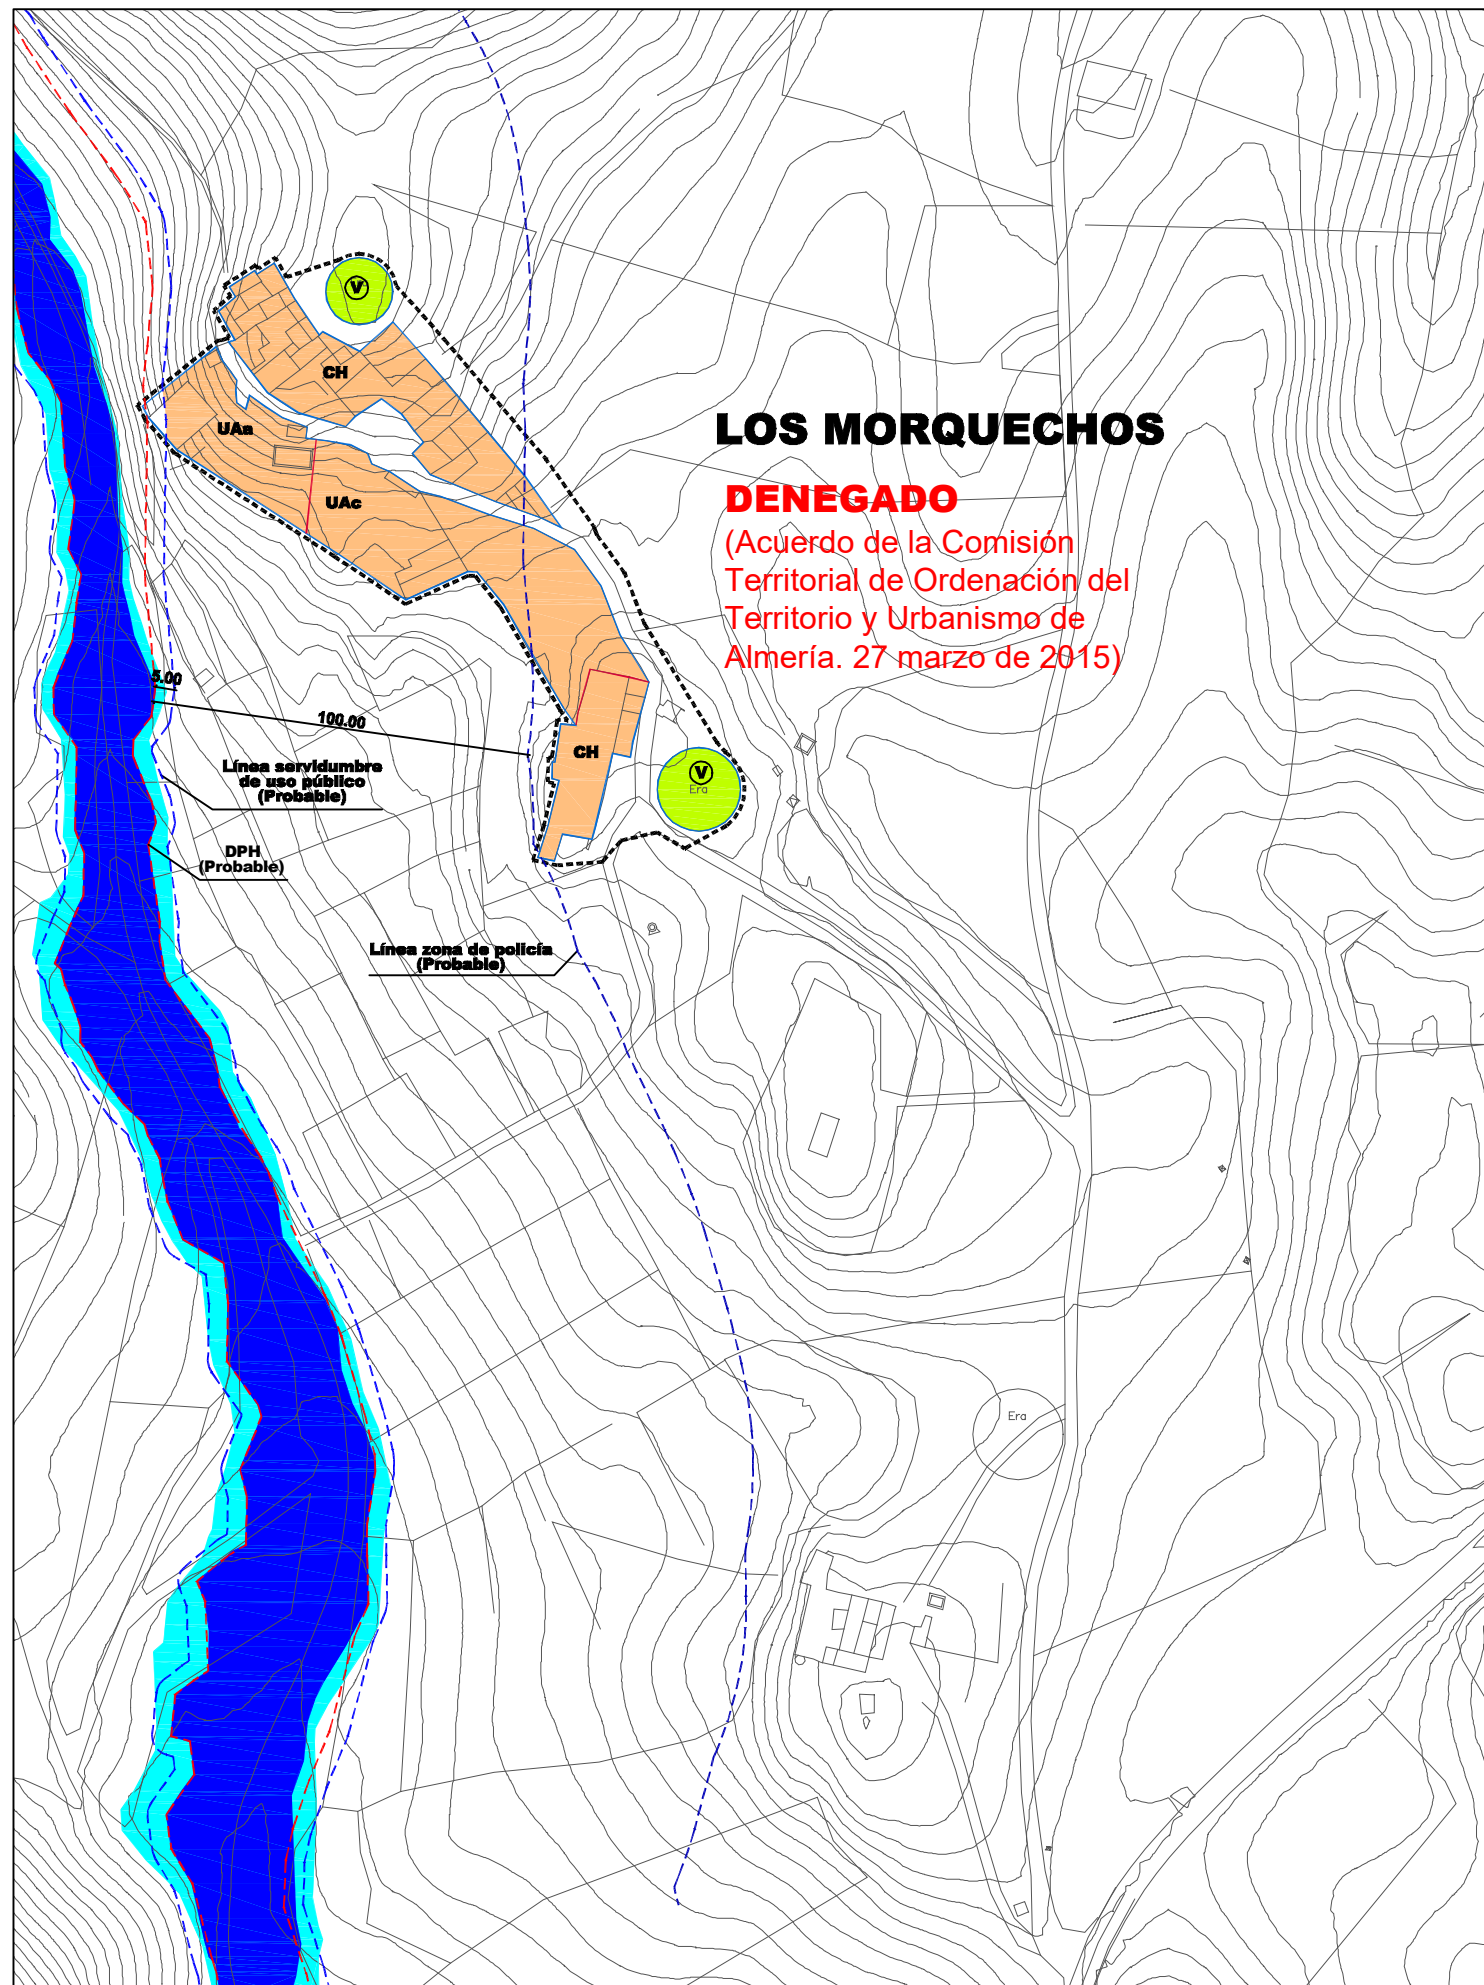 V
CH
UAa
UAc
LOS MORQUECHOS
DENEGADO
(Acuerdo de la Comisión
Territorial de Ordenación del
Territorio y Urbanismo de
Almería. 27 marzo de 2015)
5.00
100.00
Línea servidumbre
de uso público
(Probable)
CH
V
Era
DPH
(Probable)
Línea zona de policía
(Probable)
Era